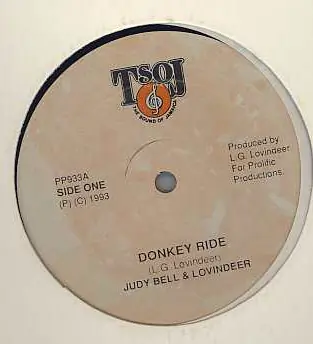 TSOJ
THE SOUND OF JAMAICA
PP933A
SIDE ONE
(P) (C) 1993
Produced by
L.G. Lovindeer
For Prolific
Productions.
DONKEY RIDE
(L.G. Lovindeer)
JUDY BELL & LOVINDEER